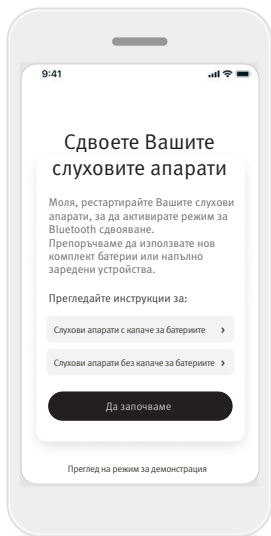 9:41
Сдвоете Вашите
слуховите апарати
Моля, рестартирайте Вашите слухови
апарати, за да активирате режим за
Bluetooth сдвояване.
Препоръчваме да използвате нов
комплект батерии или напълно
заредени устройства.
Прегледайте инструкции за:
Слухови апарати с капаче за батериите ›
Слухови апарати без капаче за батериите ›
Да започваме
Преглед на режим за демонстрация